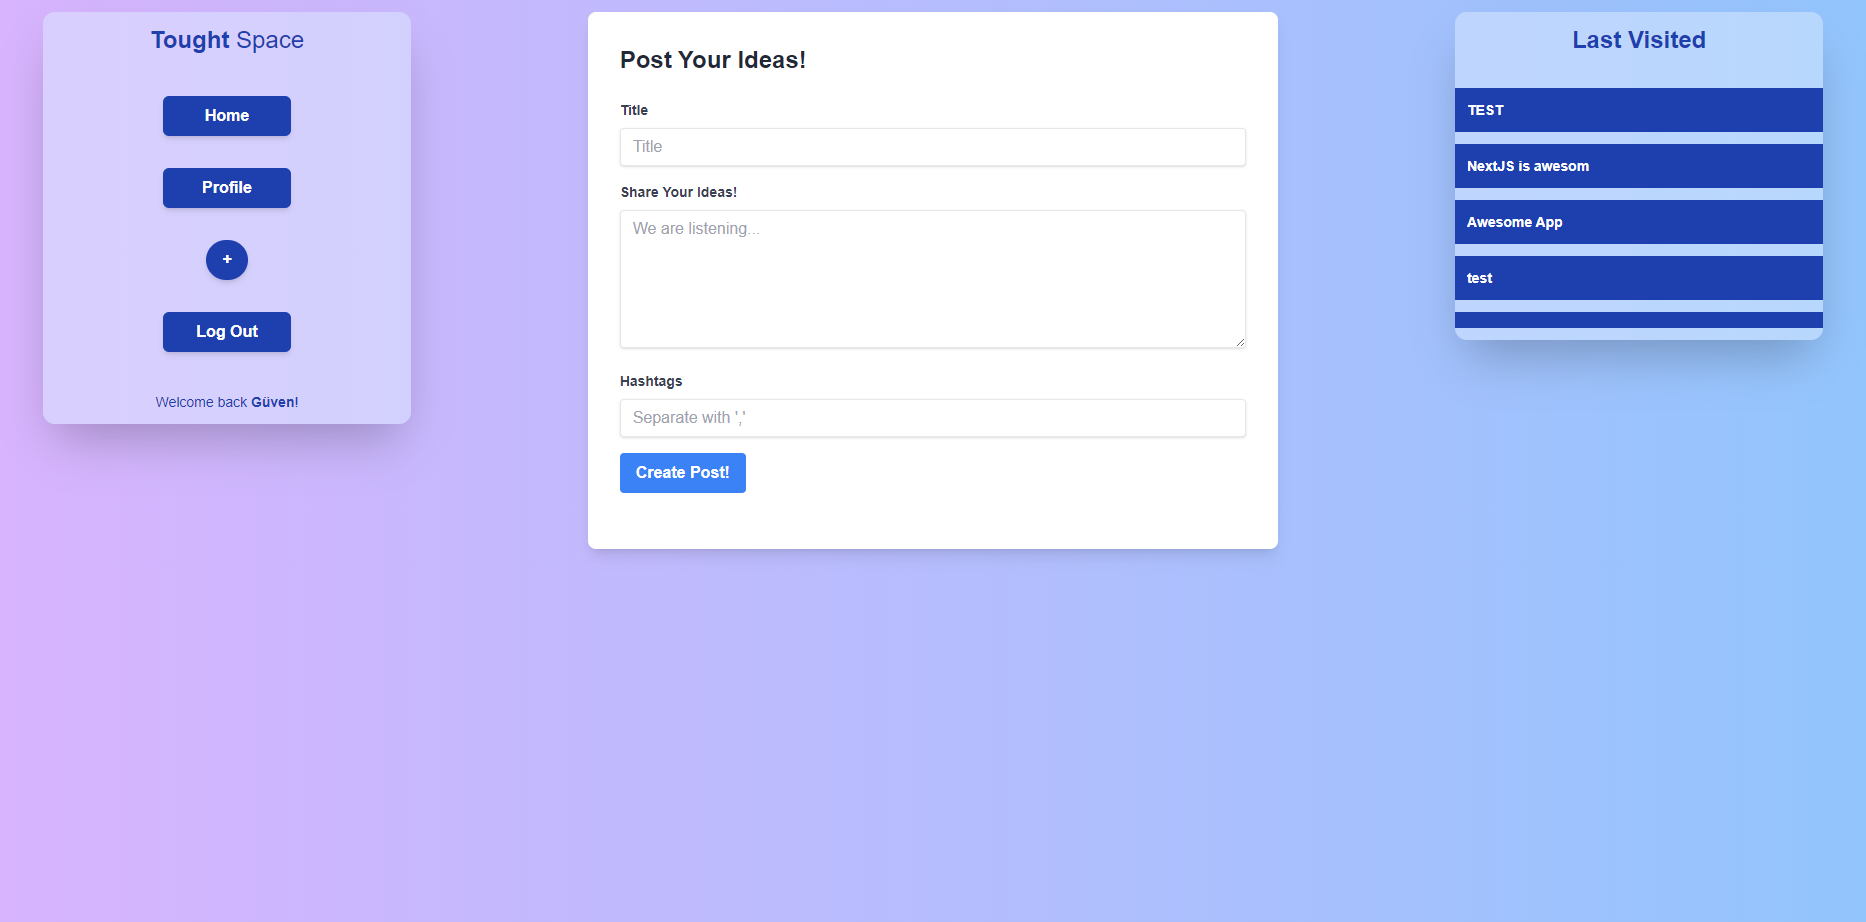 Tought Space
Home
Profile
+
Log Out
Welcome back Güven!
Post Your Ideas!
Title
Title
Share Your Ideas!
We are listening...
Hashtags
Separate with ','
Create Post!
Last Visited
TEST
NextJS is awesom
Awesome App
test